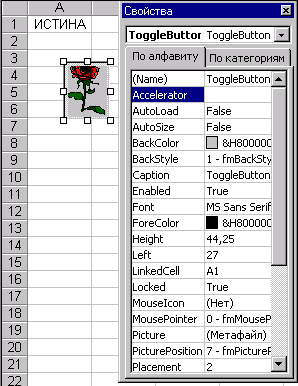 A
1 ИСТИНА
2
3
4
5
6
7
8
9
10
11
12
13
14
15
16
17
18
19
20
21
22
Свойства
ToggleButton ToggleButton
По алфавиту По категориям
(Name) ToggleButton
Accelerator
AutoLoad False
AutoSize False
BackColor &H800000
BackStyle 1 - fmBackSty
Caption ToggleButton
Enabled True
Font MS Sans Serif
ForeColor &H800000
Height 44,25
Left 27
LinkedCell A1
Locked True
MouseIcon (Нет)
MousePointer 0 - fmMouseP
Picture (Метафайл)
PicturePosition 7 - fmPictureP
Placement 2